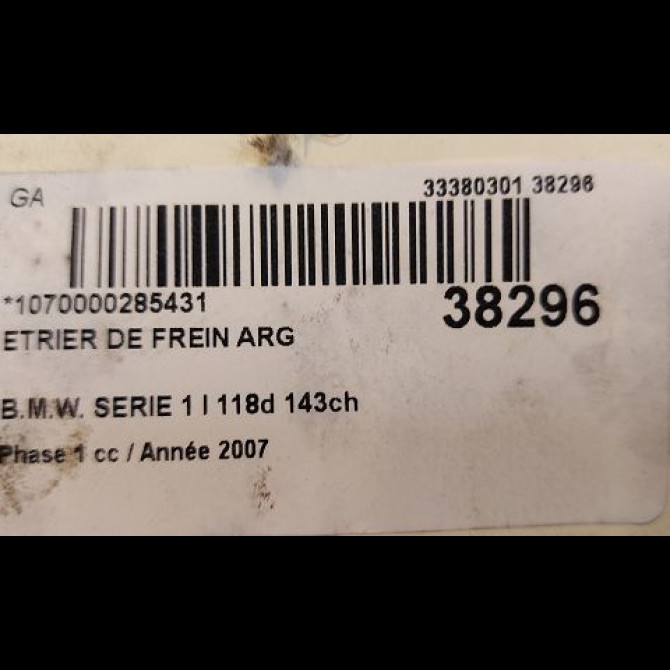 GA
33380301 38296
*1070000285431
38296
ETRIER DE FREIN ARG
B.M.W. SERIE 1 I 118d 143ch
Phase 1 cc / Année 2007